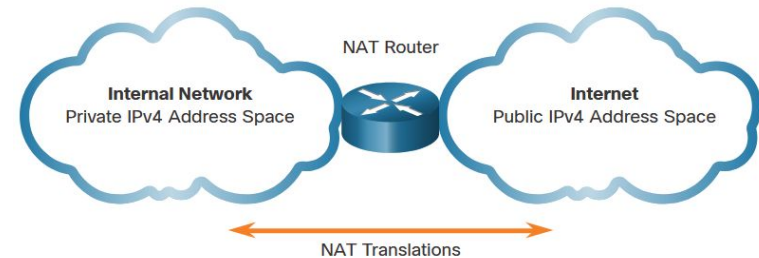 NAT Router
Internal Network
Private IPv4 Address Space
Internet
Public IPv4 Address Space
NAT Translations